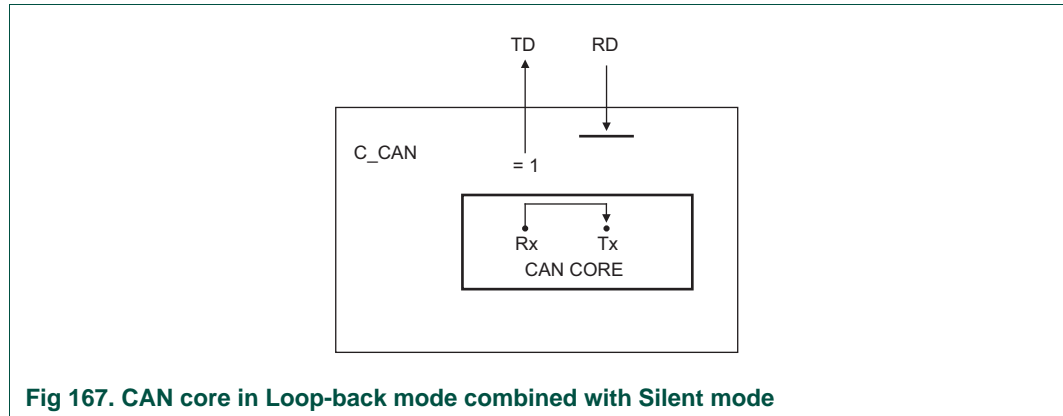 TD RD
C_CAN
= 1
Rx Tx
CAN CORE
Fig 167. CAN core in Loop-back mode combined with Silent mode